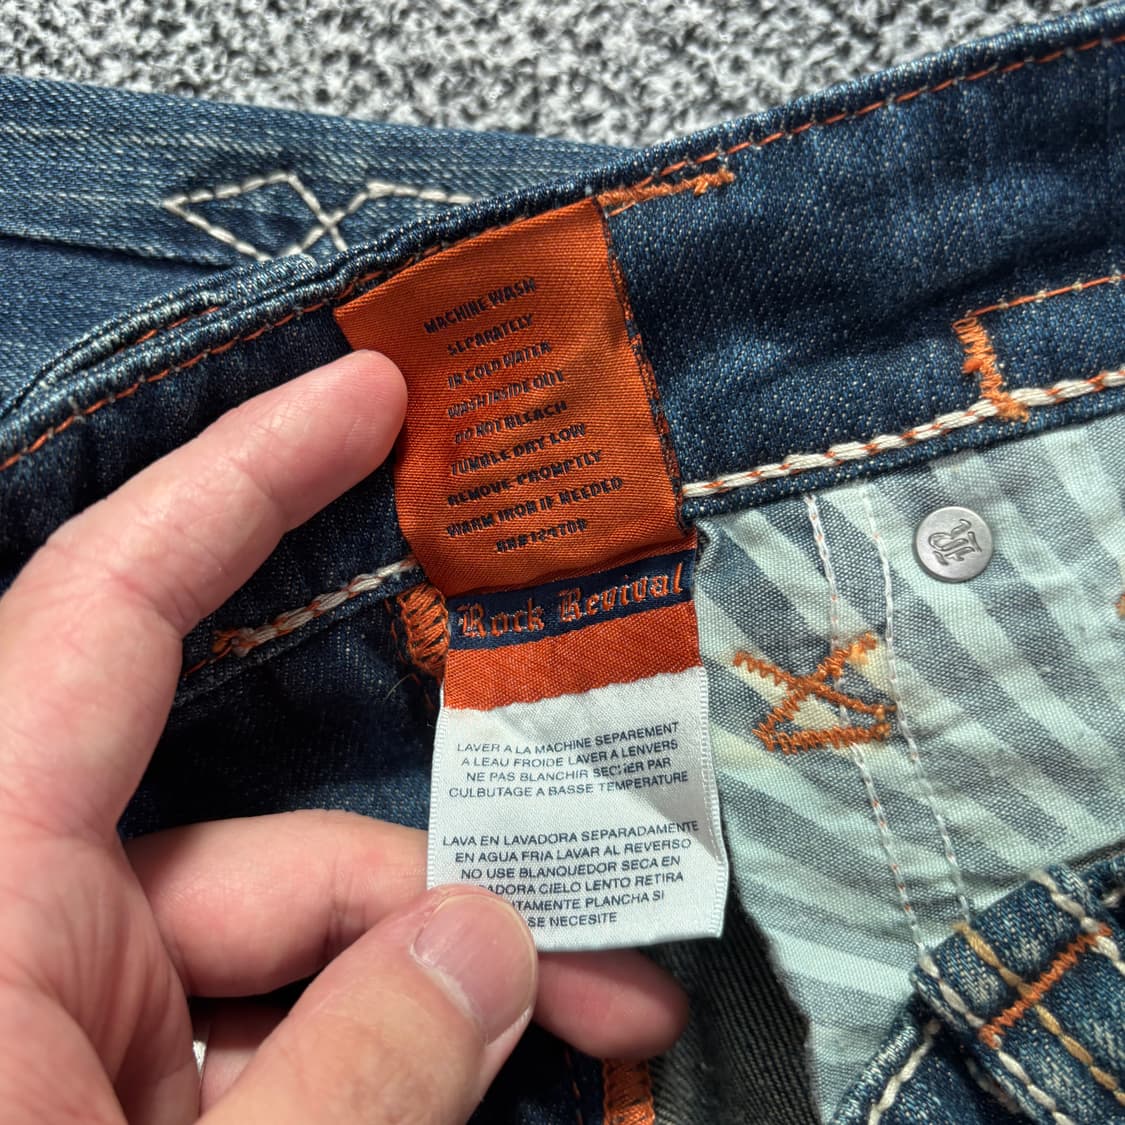 MACHINE WASH
SEPARATELY
IN COLD WATER
WASH INSIDE OUT
DO NOT BLEACH
TUMBLE DRY LOW
REMOVE PROMPTLY
WARM IRON IF NEEDED
Rock Revival
LAVER A LA MACHINE SEPAREMENT
A LEAU FROIDE LAVER A LENVERS
NE PAS BLANCHIR SECHER PAR
CULBUTAGE A BASSE TEMPERATURE
LAVA EN LAVADORA SEPARADAMENTE
EN AGUA FRIA LAVAR AL REVERSO
NO USE BLANQUEDOR SECA EN
ADORA CIELO LENTO RETIRA
TAMENTE PLANCHA SI
SE NECESITE